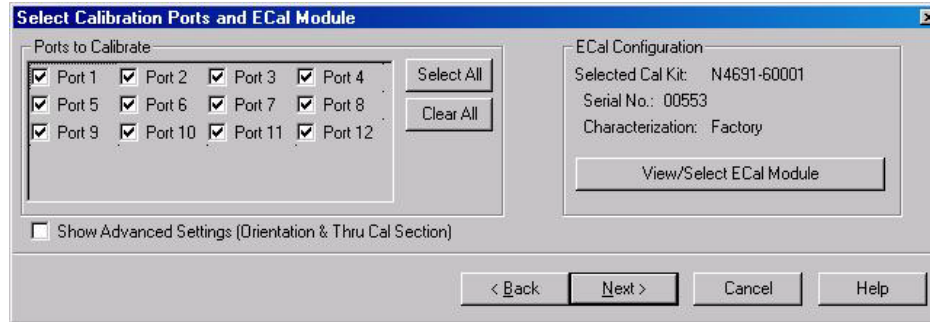 Select Calibration Ports and ECal Module
Ports to Calibrate
Port 1 Port 2 Port 3 Port 4
Port 5 Port 6 Port 7 Port 8
Port 9 Port 10 Port 11 Port 12
Select All
Clear All
ECal Configuration
Selected Cal Kit: N4691-60001
Serial No.: 00553
Characterization: Factory
View/Select ECal Module
Show Advanced Settings (Orientation & Thru Cal Section)
< Back Next > Cancel Help